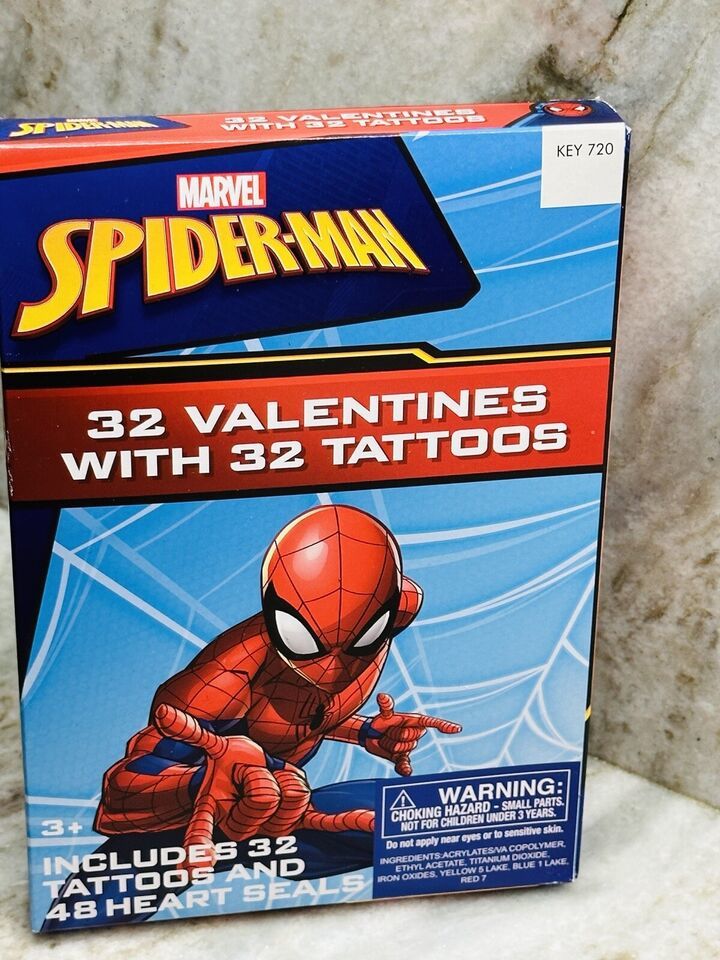 SPIDER-MAN
32 VALENTINES
WITH 32 TATTOOS
KEY 720
MARVEL
SPIDER-MAN
32 VALENTINES
WITH 32 TATTOOS
3+
INCLUDES 32
TATTOOS AND
48 HEART SEALS
WARNING:
CHOKING HAZARD - SMALL PARTS.
NOT FOR CHILDREN UNDER 3 YEARS.
Do not apply near eyes or to sensitive skin.
INGREDIENTS:ACRYLATES/VA COPOLYMER,
ETHYL ACETATE, TITANIUM DIOXIDE,
IRON OXIDES, YELLOW 5 LAKE, BLUE 1 LAKE,
RED 7